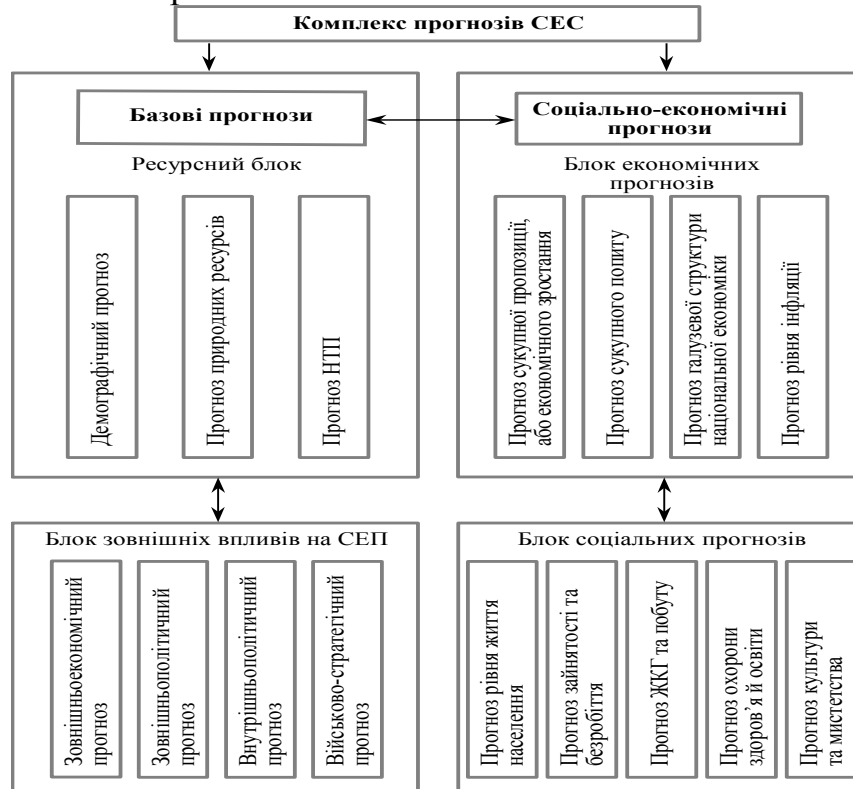 Комплекс прогнозів СЕС
Базові прогнози
Ресурсний блок
Демографічний прогноз
Прогноз природних ресурсів
Прогноз НТП
Соціально-економічні
прогнози
Блок економічних
прогнозів
Прогноз сукупної пропозиції,
або економічного зростання
Прогноз сукупного попиту
Прогноз галузевої структури
національної економіки
Прогноз рівня інфляції
Блок зовнішніх впливів на СЕП
Зовнішньоекономічний
прогноз
Зовнішньополітичний
прогноз
Внутрішньополітичний
прогноз
Військово-стратегічний
прогноз
Блок соціальних прогнозів
Прогноз рівня життя
населення
Прогноз зайнятості та
безробіття
Прогноз ЖКГ та побуту
Прогноз охорони
здоров’я й освіти
Прогноз культури
та мистетства